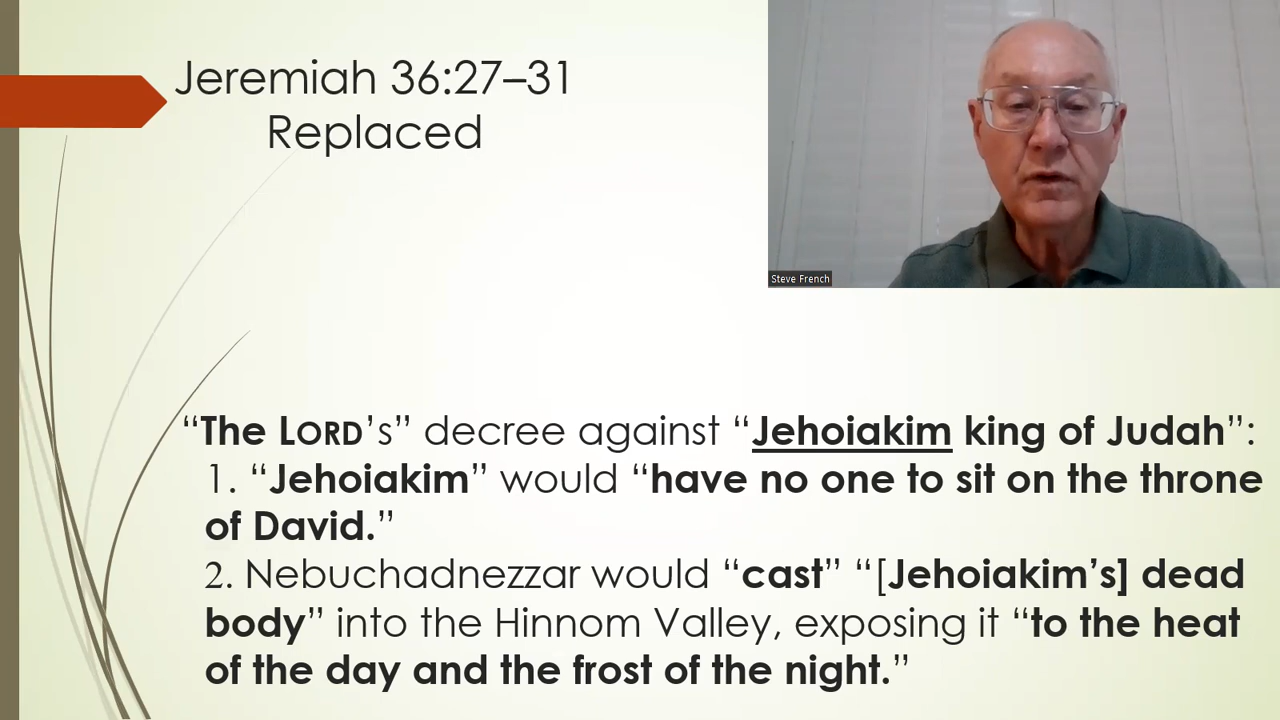 Jeremiah 36:27–31
Replaced
Steve French
“The LORD’s” decree against “Jehoiakim king of Judah”:
1. “Jehoiakim” would “have no one to sit on the throne
of David.”
2. Nebuchadnezzar would “cast” “[Jehoiakim’s] dead
body” into the Hinnom Valley, exposing it “to the heat
of the day and the frost of the night.”